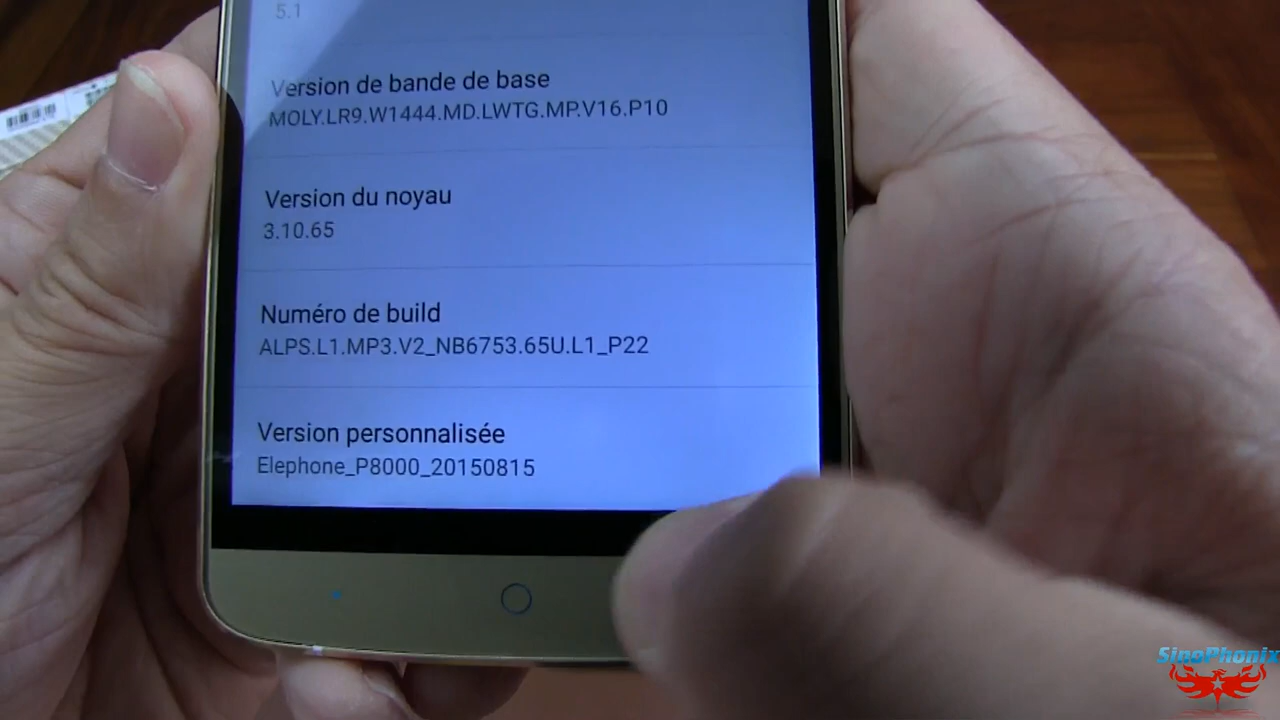 5.1
Version de bande de base
MOLY.LR9.W1444.MD.LWTG.MP.V16.P10
Version du noyau
3.10.65
Numéro de build
ALPS.L1.MP3.V2_NB6753.65U.L1_P22
Version personnalisée
Elephone_P8000_20150815
SinoPhonix